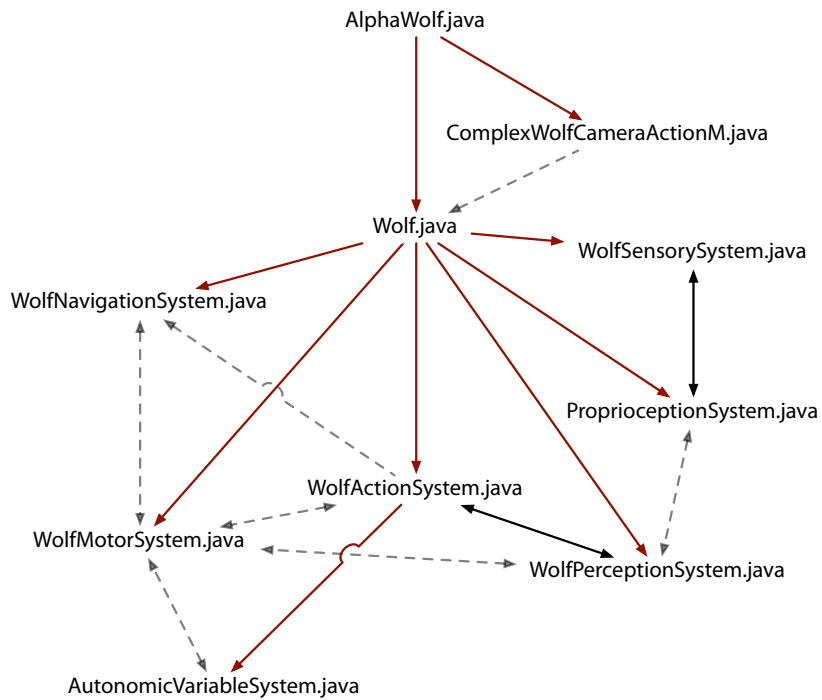 AlphaWolf.java
ComplexWolfCameraActionM.java
Wolf.java
WolfSensorySystem.java
WolfNavigationSystem.java
ProprioceptionSystem.java
WolfActionSystem.java
WolfMotorSystem.java
WolfPerceptionSystem.java
AutonomicVariableSystem.java